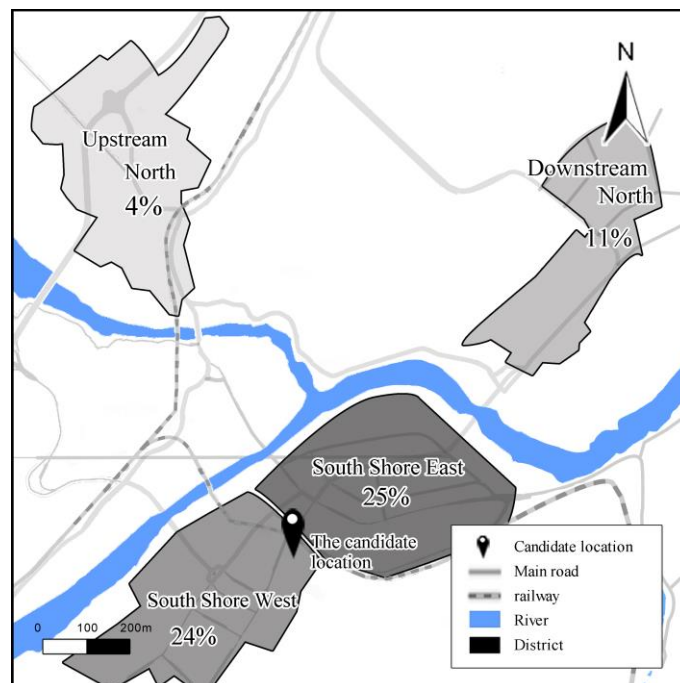 N
Upstream
North
4%
Downstream
North
11%
South Shore East
25%
The candidate
location
South Shore West
24%
0 100 200m
Candidate location
Main road
railway
River
District